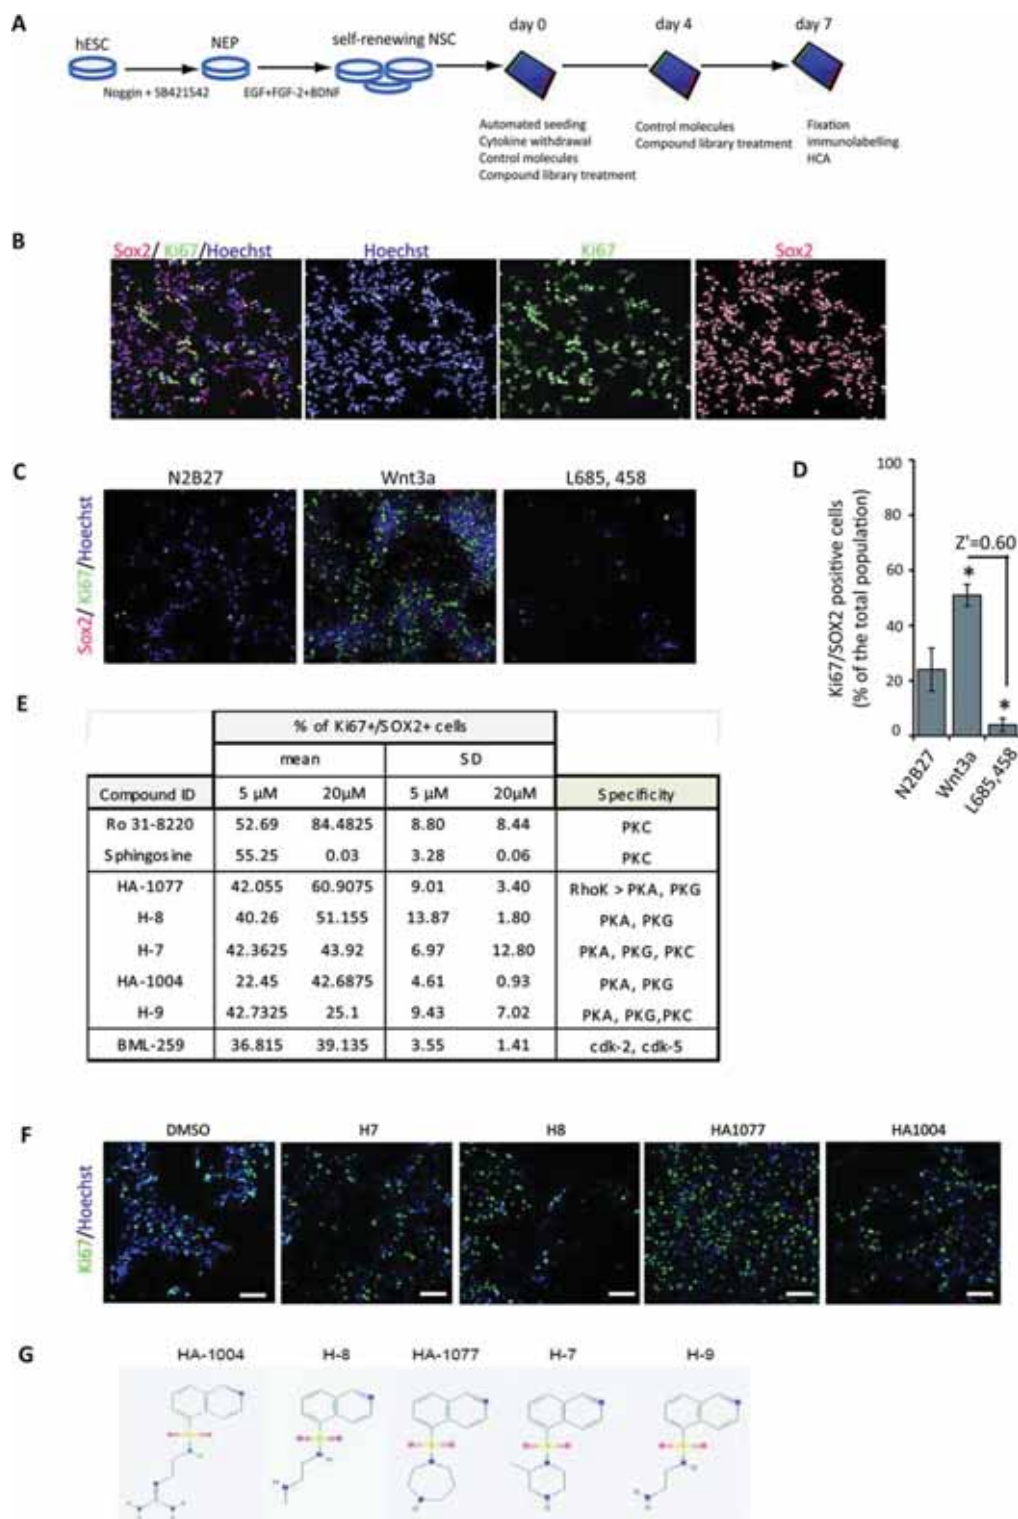 A
hESC
NEP
self-renewing NSC
day 0
day 4
day 7
Noggin + SB421542
EGF+FGF-2+BDNF
Automated seeding
Cytokine withdrawal
Control molecules
Compound library treatment
Control molecules
Compound library treatment
Fixation
immunolabelling
HCA
B
Sox2/ Ki67/Hoechst
Hoechst
Ki67
Sox2
C
N2B27
Wnt3a
L685, 458
Sox2/ Ki67/Hoechst
D
Ki67/SOX2 positive cells
(% of the total population)
100
80
60
40
20
0
Z'=0.60
*
*
N2B27
Wnt3a
L685,458
E
% of Ki67+/SOX2+ cells
mean SD
Compound ID 5 µM 20µM 5 µM 20µM Specificity
Ro 31-8220 52.69 84.4825 8.80 8.44 PKC
Sphingosine 55.25 0.03 3.28 0.06 PKC
HA-1077 42.055 60.9075 9.01 3.40 RhoK > PKA, PKG
H-8 40.26 51.155 13.87 1.80 PKA, PKG
H-7 42.3625 43.92 6.97 12.80 PKA, PKG, PKC
HA-1004 22.45 42.6875 4.61 0.93 PKA, PKG
H-9 42.7325 25.1 9.43 7.02 PKA, PKG,PKC
BML-259 36.815 39.135 3.55 1.41 cdk-2, cdk-5
F
DMSO
H7
H8
HA1077
HA1004
Ki67/Hoechst
G
HA-1004
H-8
HA-1077
H-7
H-9